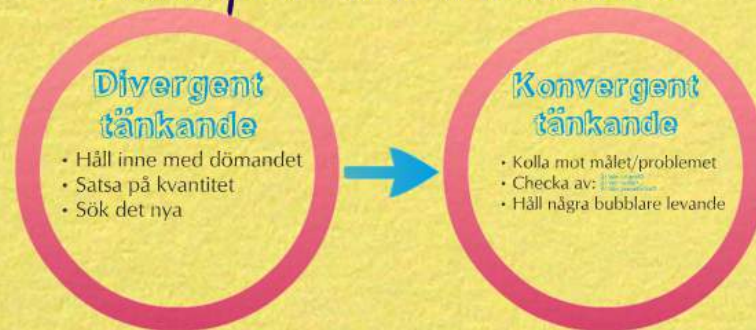 Divergent
tänkande
• Håll inne med dömandet
• Satsa på kvantitet
• Sök det nya
Konvergent
tänkande
• Kolla mot målet/problemet
• Checka av:
• Håll några bubblare levande